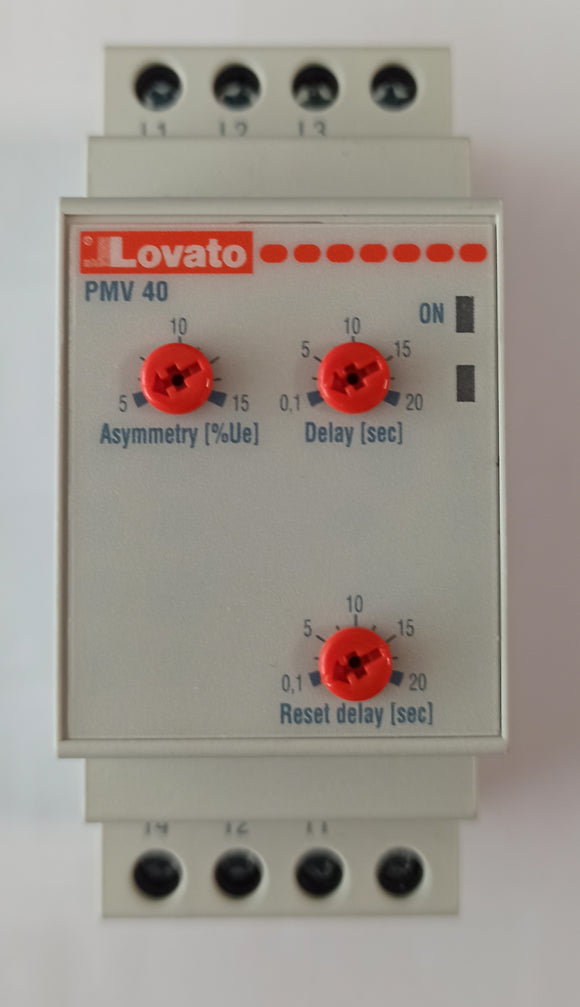 L1 L2 L3
Lovato
PMV 40
ON
10
5 15
Asymmetry [%Ue]
10
5 15
0,1 20
Delay [sec]
10
5 15
0,1 20
Reset delay [sec]
14 12 11